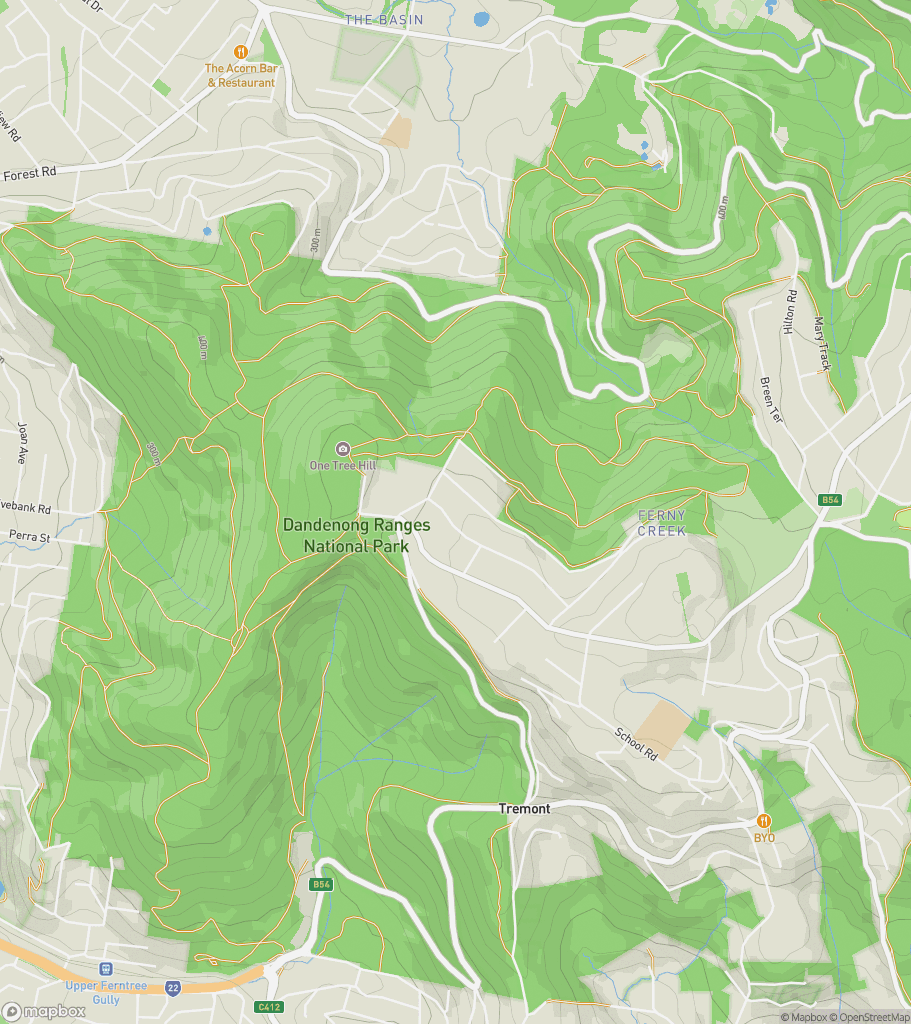 THE BASIN
The Acorn Bar
& Restaurant
Forest Rd
300 m
400 m
Hilton Rd
Mary Track
400 m
Breen Ter
Joan Ave
300 m
One Tree Hill
B54
Perra St
Dandenong Ranges
National Park
FERNY
CREEK
School Rd
Tremont
BYO
B54
Upper Ferntree
Gully
22
C412
mapbox
© Mapbox © OpenStreetMap